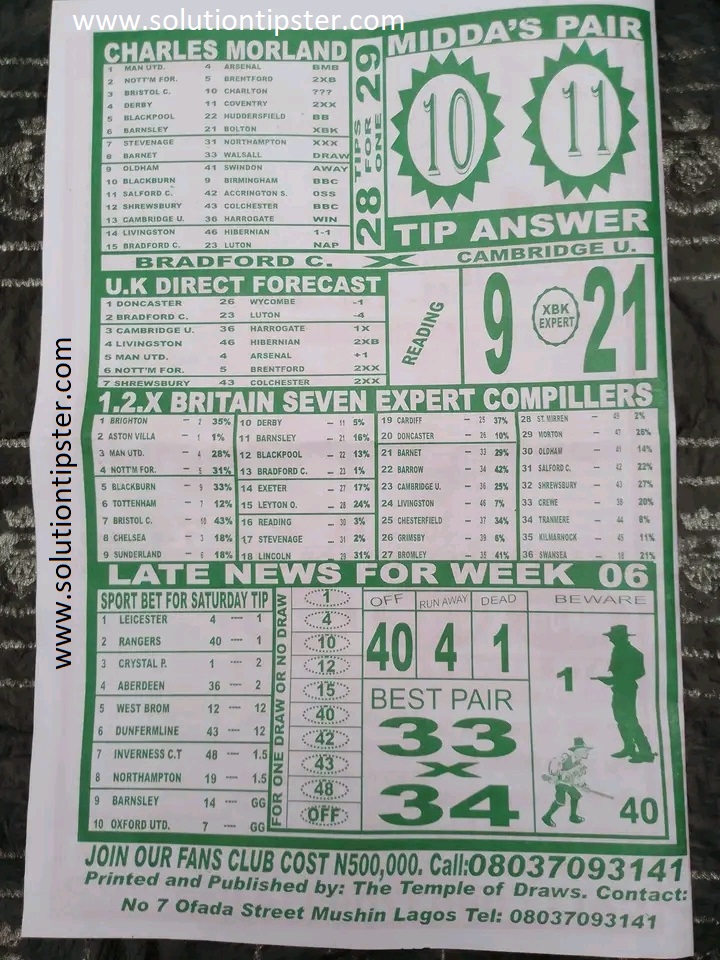 www.solutiontipster.com
CHARLES MORLAND
1 MAN UTD. 4 ARSENAL BMB
2 NOTT'M FOR. 5 BRENTFORD 2XB
3 BRISTOL C. 10 CHARLTON ???
4 DERBY 11 COVENTRY 2XX
5 BLACKPOOL 22 HUDDERSFIELD BB
6 BARNSLEY 21 BOLTON XBK
7 STEVENAGE 31 NORTHAMPTON XXX
8 BARNET 33 WALSALL DRAW
9 OLDHAM 41 SWINDON AWAY
10 BLACKBURN 9 BIRMINGHAM BBC
11 SALFORD C. 42 ACCRINGTON S. OSS
12 SHREWSBURY 43 COLCHESTER BBC
13 CAMBRIDGE U. 36 HARROGATE WIN
14 LIVINGSTON 46 HIBERNIAN 1-1
15 BRADFORD C. 23 LUTON NAP
28 TIPS FOR ONE 29
MIDDA'S PAIR
10 11
TIP ANSWER
BRADFORD C. X CAMBRIDGE U.
U.K DIRECT FORECAST
1 DONCASTER 26 WYCOMBE -1
2 BRADFORD C. 23 LUTON -4
3 CAMBRIDGE U. 36 HARROGATE 1X
4 LIVINGSTON 46 HIBERNIAN 2XB
5 MAN UTD. 4 ARSENAL +1
6 NOTT'M FOR. 5 BRENTFORD 2XX
7 SHREWSBURY 43 COLCHESTER 2XX
READING
9 XBK EXPERT 21
1.2.X BRITAIN SEVEN EXPERT COMPILLERS
1 BRIGHTON - 2 35%
2 ASTON VILLA - 1 1%
3 MAN UTD. - 4 28%
4 NOTT'M FOR. - 5 31%
5 BLACKBURN - 9 33%
6 TOTTENHAM - 7 12%
7 BRISTOL C. - 10 43%
8 CHELSEA - 3 18%
9 SUNDERLAND - 6 18%
10 DERBY - 11 5%
11 BARNSLEY - 21 16%
12 BLACKPOOL - 22 13%
13 BRADFORD C. - 23 1%
14 EXETER - 27 17%
15 LEYTON O. - 28 24%
16 READING - 30 3%
17 STEVENAGE - 31 2%
18 LINCOLN - 29 31%
19 CARDIFF - 25 37%
20 DONCASTER - 26 10%
21 BARNET - 33 29%
22 BARROW - 34 42%
23 CAMBRIDGE U. - 36 25%
24 LIVINGSTON - 46 7%
25 CHESTERFIELD - 37 34%
26 GRIMSBY - 39 6%
27 BROMLEY - 35 41%
28 ST. MIRREN - 49 2%
29 MORTON - 47 26%
30 OLDHAM - 41 14%
31 SALFORD C. - 42 22%
32 SHREWSBURY - 43 27%
33 CREWE - 38 20%
34 TRANMERE - 44 8%
35 KILMARNOCK - 45 11%
36 SWANSEA - 18 21%
LATE NEWS FOR WEEK 06
SPORT BET FOR SATURDAY TIP
1 LEICESTER 4 ---- 1
2 RANGERS 40 ---- 1
3 CRYSTAL P. 1 ---- 2
4 ABERDEEN 36 ---- 2
5 WEST BROM 12 ---- 12
6 DUNFERMLINE 43 ---- 12
7 INVERNESS C.T 48 ---- 1.5
8 NORTHAMPTON 19 ---- 1.5
9 BARNSLEY 14 ---- GG
10 OXFORD UTD. 7 ---- GG
FOR ONE DRAW OR NO DRAW
1
4
10
12
15
40
42
43
48
OFF
OFF RUN AWAY DEAD
40 4 1
BEST PAIR
33
X
34
BEWARE
1
40
JOIN OUR FANS CLUB COST N500,000. Call:08037093141
Printed and Published by: The Temple of Draws. Contact:
No 7 Ofada Street Mushin Lagos Tel: 08037093141
www.solutiontipster.com